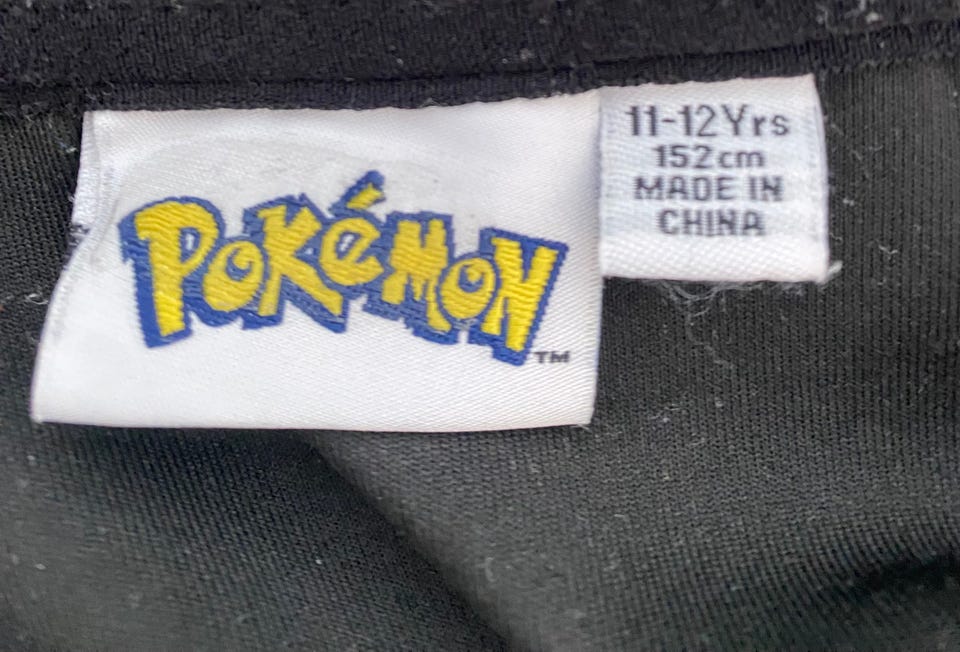 Pokémon
TM
11-12Yrs
152cm
MADE IN
CHINA